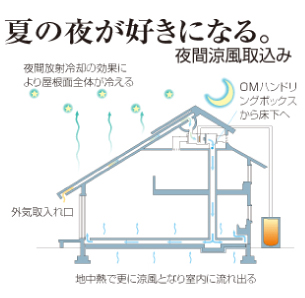 夏の夜が好きになる。
夜間涼風取込み
夜間放射冷却の効果に
より屋根面全体が冷える
OMハンドリ
ングボックス
から床下へ
外気取入れ口
地中熱で更に涼風となり室内に流れ出る